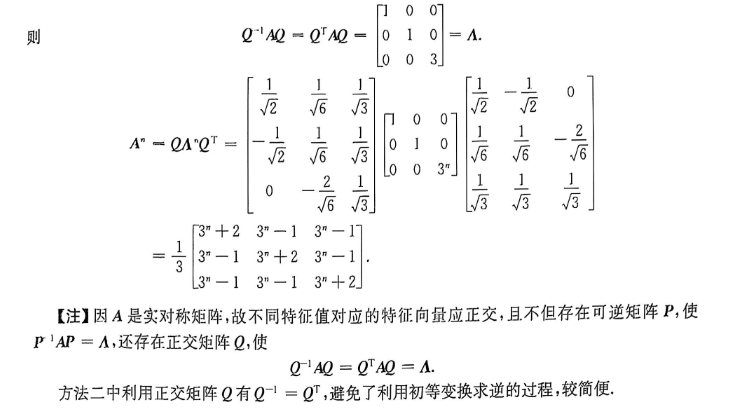 则 $Q^{-1}AQ = Q^{\mathrm{T}}AQ = \begin{bmatrix} 1 & 0 & 0 \\ 0 & 1 & 0 \\ 0 & 0 & 3 \end{bmatrix} = \Lambda.$
$A^n = Q\Lambda^nQ^{\mathrm{T}} = \begin{bmatrix} \frac{1}{\sqrt{2}} & \frac{1}{\sqrt{6}} & \frac{1}{\sqrt{3}} \\ -\frac{1}{\sqrt{2}} & \frac{1}{\sqrt{6}} & \frac{1}{\sqrt{3}} \\ 0 & -\frac{2}{\sqrt{6}} & \frac{1}{\sqrt{3}} \end{bmatrix} \begin{bmatrix} 1 & 0 & 0 \\ 0 & 1 & 0 \\ 0 & 0 & 3^n \end{bmatrix} \begin{bmatrix} \frac{1}{\sqrt{2}} & -\frac{1}{\sqrt{2}} & 0 \\ \frac{1}{\sqrt{6}} & \frac{1}{\sqrt{6}} & -\frac{2}{\sqrt{6}} \\ \frac{1}{\sqrt{3}} & \frac{1}{\sqrt{3}} & \frac{1}{\sqrt{3}} \end{bmatrix}$
$= \frac{1}{3} \begin{bmatrix} 3^n+2 & 3^n-1 & 3^n-1 \\ 3^n-1 & 3^n+2 & 3^n-1 \\ 3^n-1 & 3^n-1 & 3^n+2 \end{bmatrix}.$
【注】因 A 是实对称矩阵,故不同特征值对应的特征向量应正交,且不但存在可逆矩阵 P,使
$P^{-1}AP = \Lambda$,还存在正交矩阵 Q,使
$Q^{-1}AQ = Q^{\mathrm{T}}AQ = \Lambda.$
方法二中利用正交矩阵 Q 有 $Q^{-1} = Q^{\mathrm{T}}$,避免了利用初等变换求逆的过程,较简便.